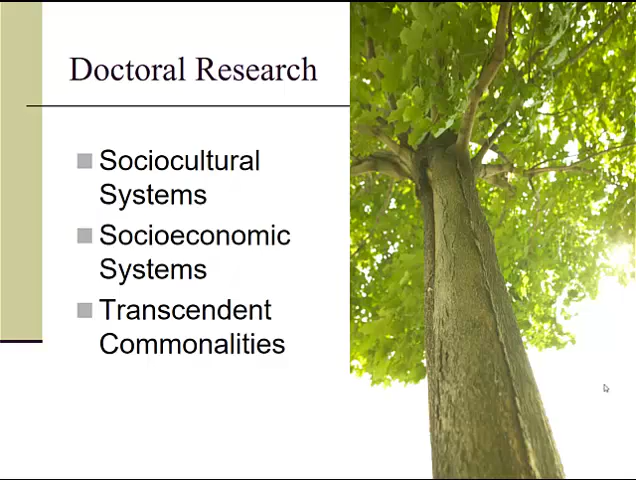 Doctoral Research
Sociocultural
Systems
Socioeconomic
Systems
Transcendent
Commonalities